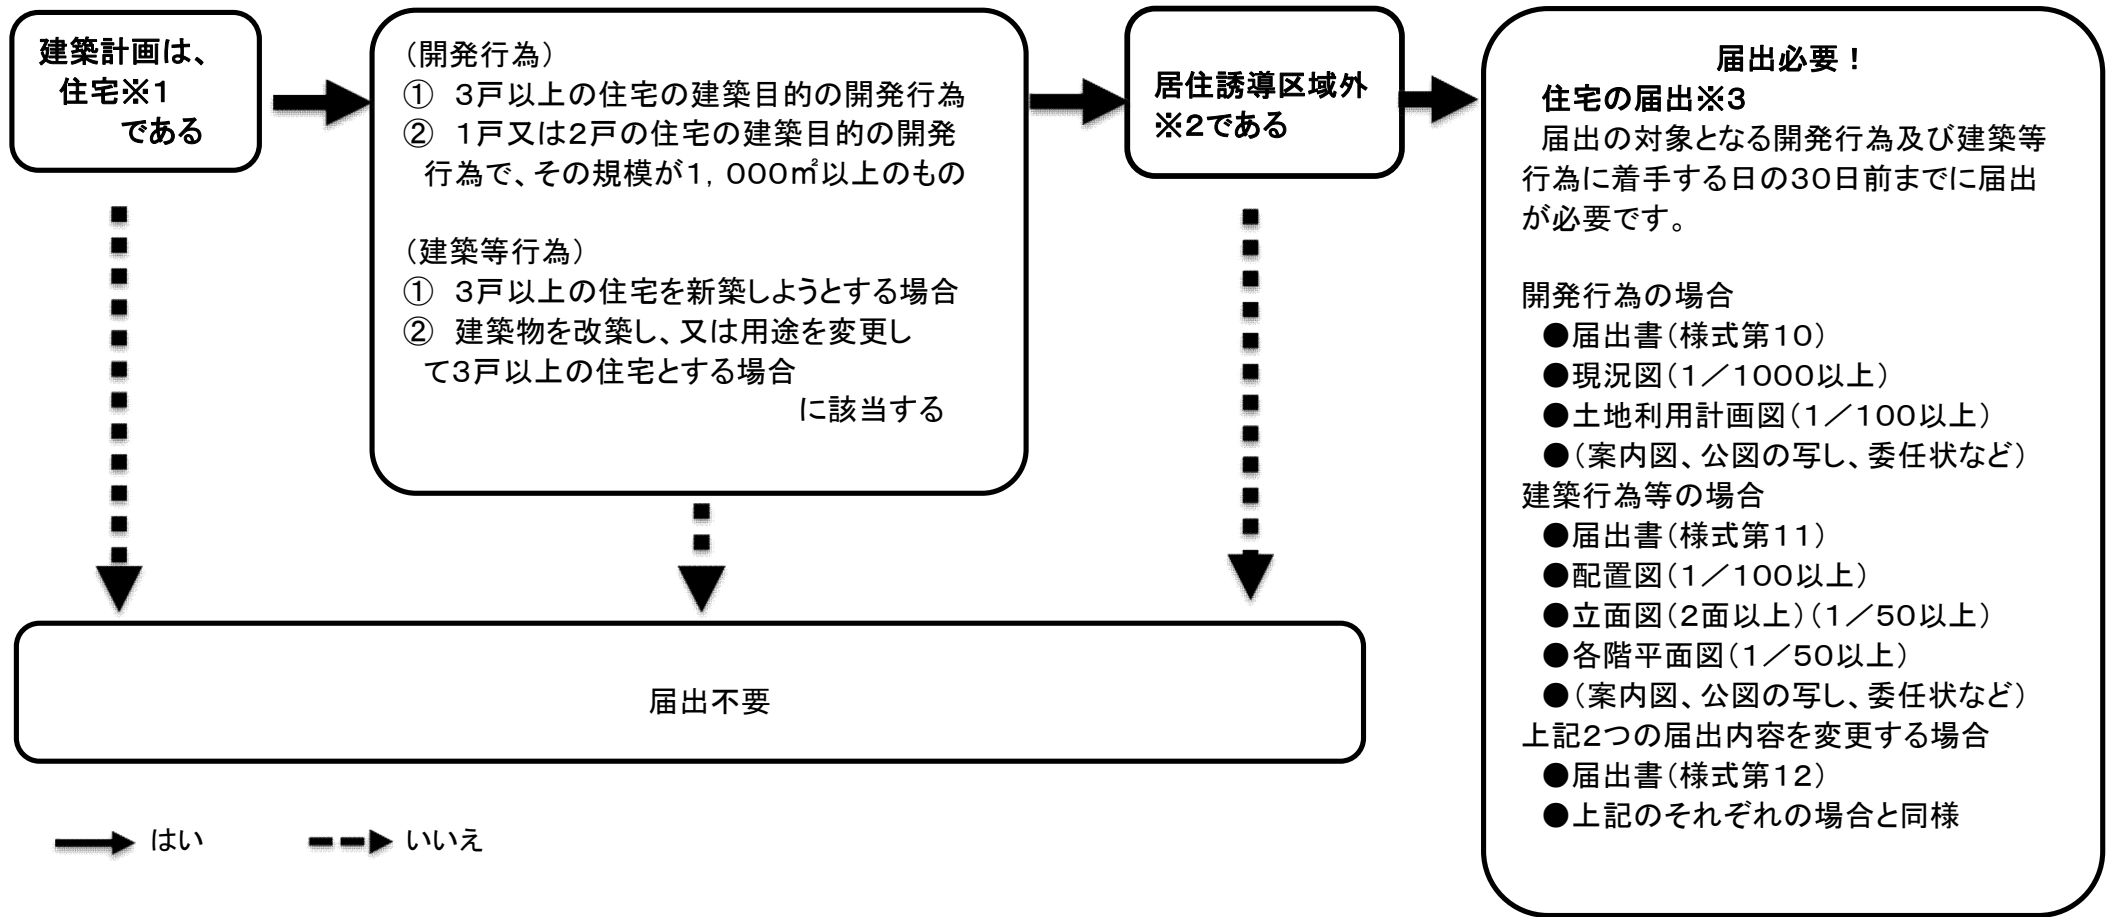 建築計画は、
住宅※1
である
（開発行為）
① 3戸以上の住宅の建築目的の開発行為
② 1戸又は2戸の住宅の建築目的の開発
行為で、その規模が1，000㎡以上のもの
（建築等行為）
① 3戸以上の住宅を新築しようとする場合
② 建築物を改築し、又は用途を変更し
て3戸以上の住宅とする場合
に該当する
居住誘導区域外
※2である
届出必要！
住宅の届出※3
届出の対象となる開発行為及び建築等
行為に着手する日の30日前までに届出
が必要です。
開発行為の場合
●届出書（様式第10）
●現況図（1／1000以上）
●土地利用計画図（1／100以上）
●（案内図、公図の写し、委任状など）
建築行為等の場合
●届出書（様式第11）
●配置図（1／100以上）
●立面図（2面以上）（1／50以上）
●各階平面図（1／50以上）
●（案内図、公図の写し、委任状など）
上記2つの届出内容を変更する場合
●届出書（様式第12）
●上記のそれぞれの場合と同様
届出不要
はい
いいえ